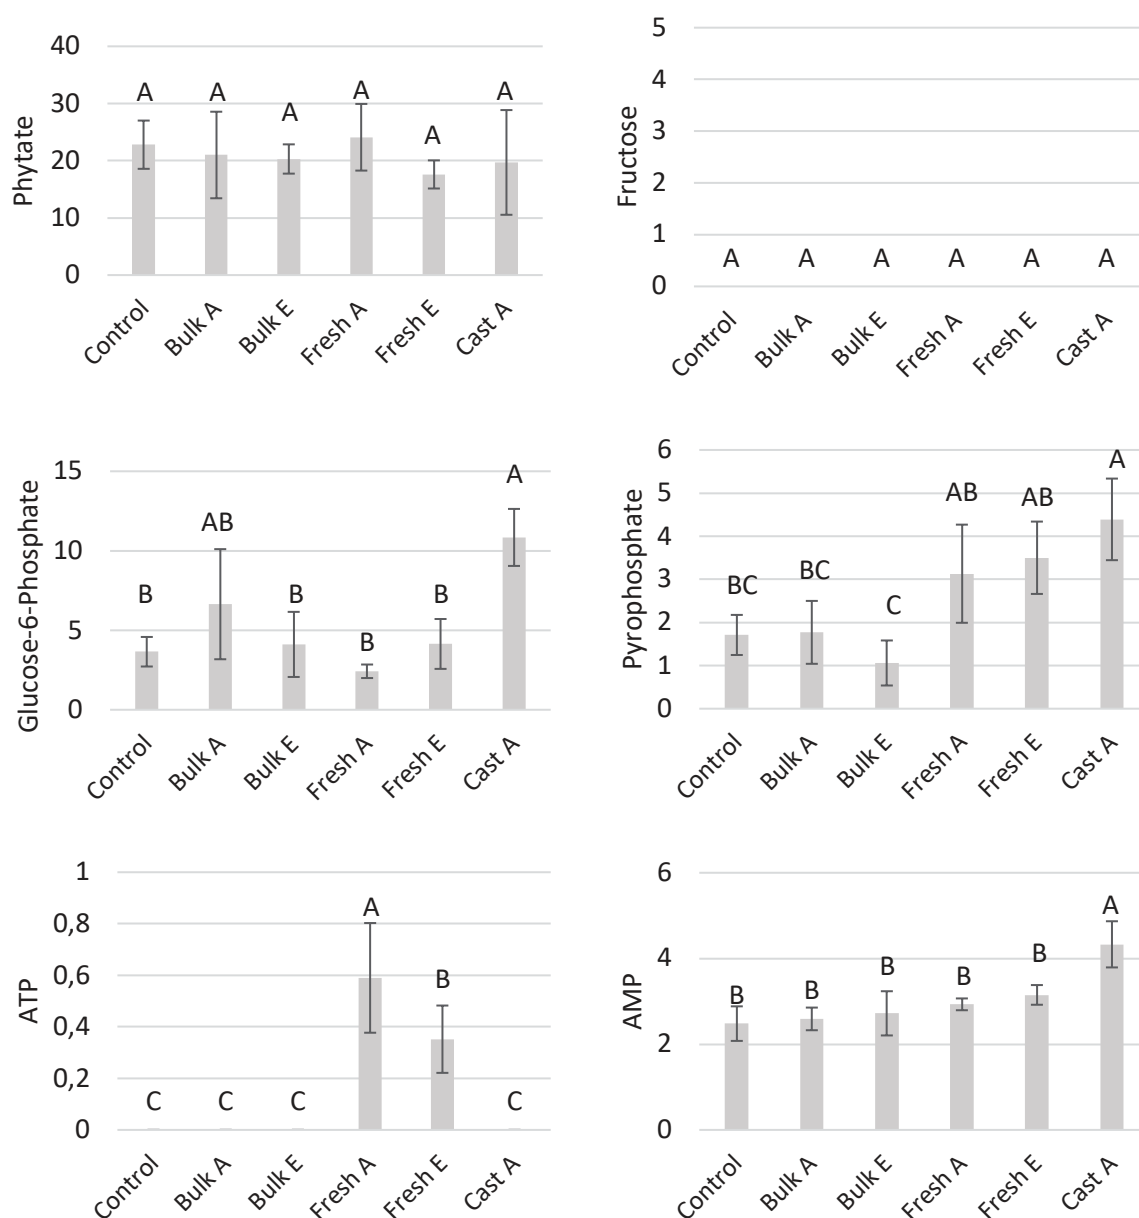 Phytate
40
30
20
10
0
A
A
A
A
A
A
Control
Bulk A
Bulk E
Fresh A
Fresh E
Cast A
Fructose
5
4
3
2
1
0
A
A
A
A
A
A
Control
Bulk A
Bulk E
Fresh A
Fresh E
Cast A
Glucose-6-Phosphate
15
10
5
0
B
AB
B
B
B
A
Control
Bulk A
Bulk E
Fresh A
Fresh E
Cast A
Pyrophosphate
6
5
4
3
2
1
0
BC
BC
C
AB
AB
A
Control
Bulk A
Bulk E
Fresh A
Fresh E
Cast A
ATP
1
0,8
0,6
0,4
0,2
0
C
C
C
A
B
C
Control
Bulk A
Bulk E
Fresh A
Fresh E
Cast A
AMP
6
4
2
0
B
B
B
B
B
A
Control
Bulk A
Bulk E
Fresh A
Fresh E
Cast A